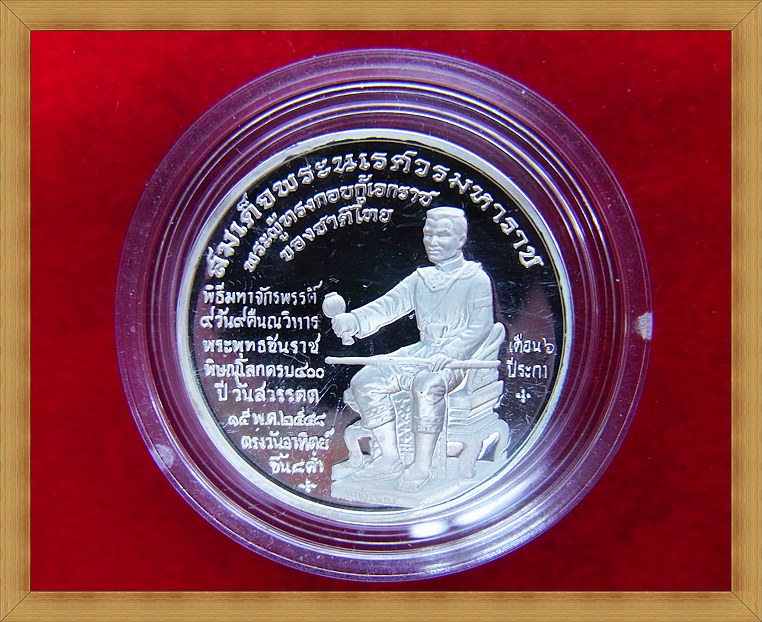 สมเด็จพระนเรศวรมหาราช
พระผู้ทรงกอบกู้เอกราช
ของชาติไทย
พิธีมหาจักรพรรดิ์
๙วัน๙คืนณวิหาร
พระพุทธชินราช
พิษณุโลกครบ๔๐๐
ปี วันสวรรคต
๑๕ พ.ค.๒๕๔๘
ตรงวันอาทิตย์
ขึ้น๘ค่ำ
เดือน๖
ปีระกา